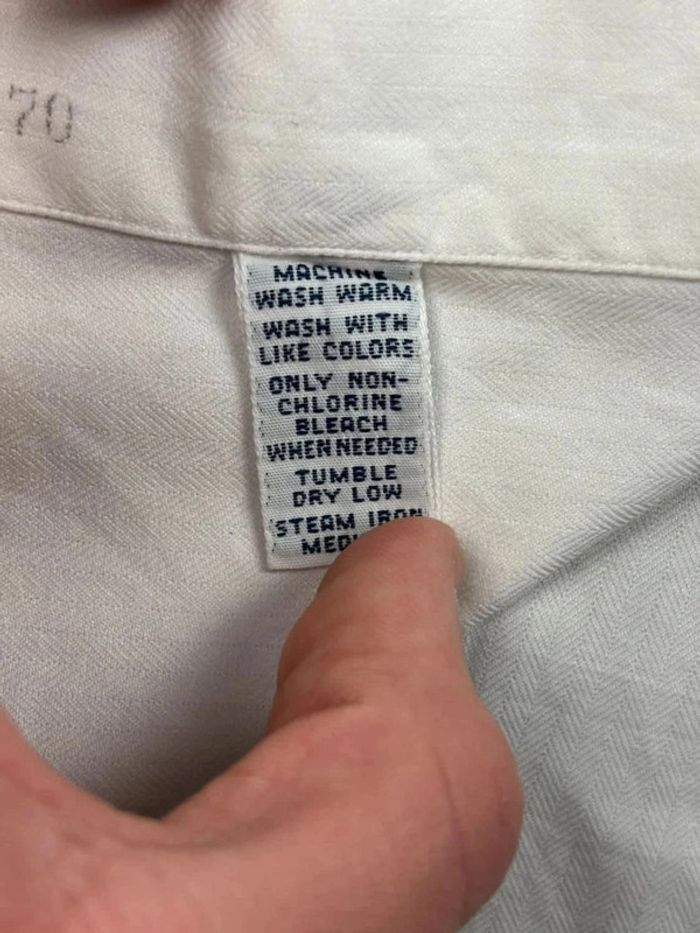 70
MACHINE
WASH WARM
WASH WITH
LIKE COLORS
ONLY NON-
CHLORINE
BLEACH
WHEN NEEDED
TUMBLE
DRY LOW
STEAM IRON